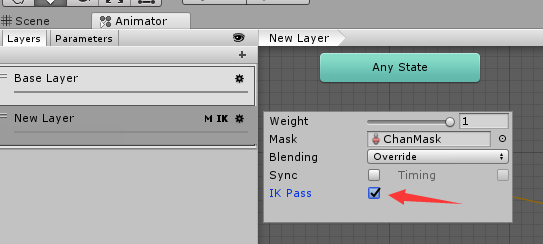 Scene Animator
Layers Parameters New Layer
+
Base Layer
New Layer M IK
Any State
Weight 1
Mask ChanMask
Blending Override
Sync Timing
IK Pass